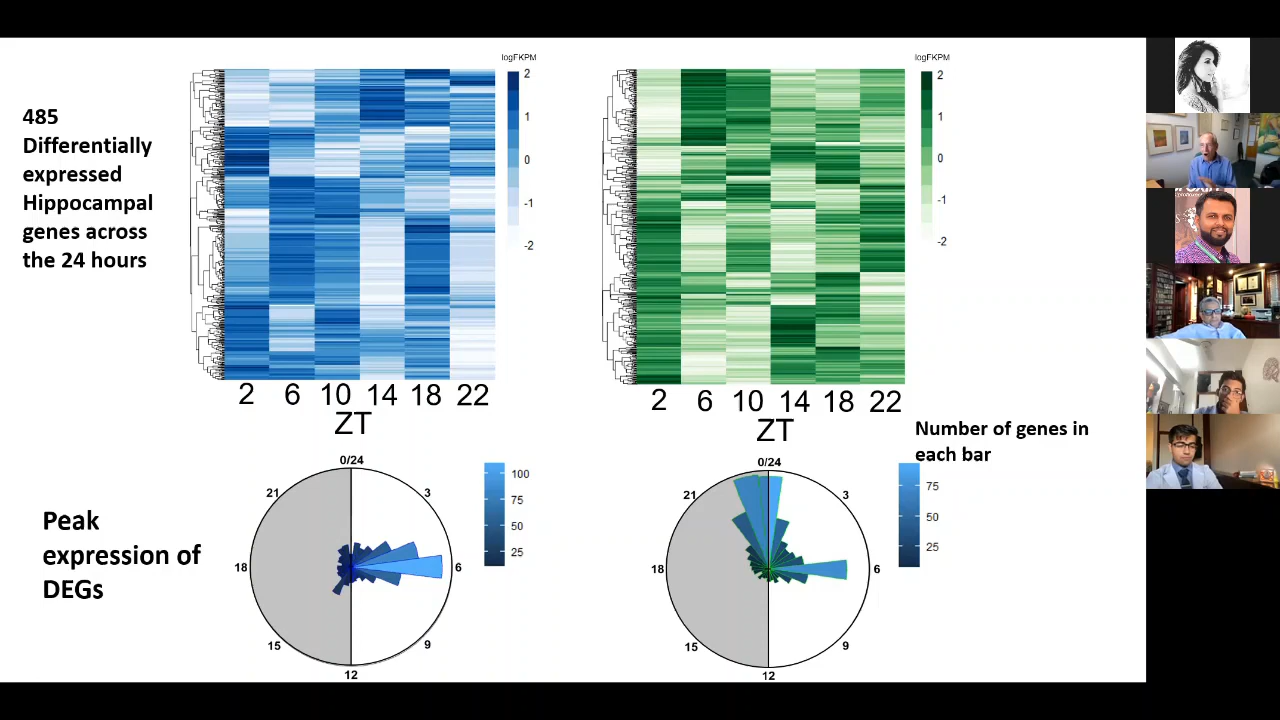 485
Differentially
expressed
Hippocampal
genes across
the 24 hours
logFKPM
2
1
0
-1
-2
2 6 10 14 18 22
ZT
logFKPM
2
1
0
-1
-2
2 6 10 14 18 22
ZT
Peak
expression of
DEGs
0/24
3
6
9
12
15
18
21
100
75
50
25
0/24
3
6
9
12
15
18
21
Number of genes in
each bar
75
50
25